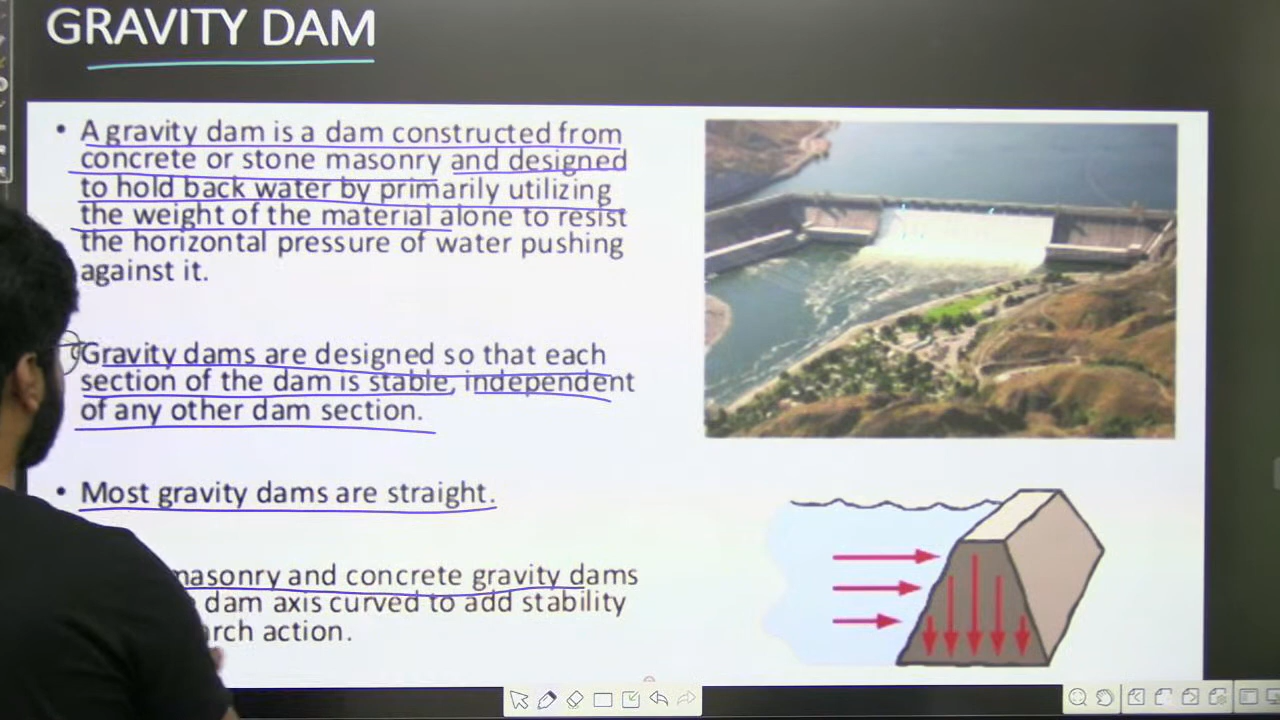 GRAVITY DAM
• A gravity dam is a dam constructed from
concrete or stone masonry and designed
to hold back water by primarily utilizing
the weight of the material alone to resist
the horizontal pressure of water pushing
against it.
Gravity dams are designed so that each
section of the dam is stable, independent
of any other dam section.
• Most gravity dams are straight.
masonry and concrete gravity dams
dam axis curved to add stability
arch action.